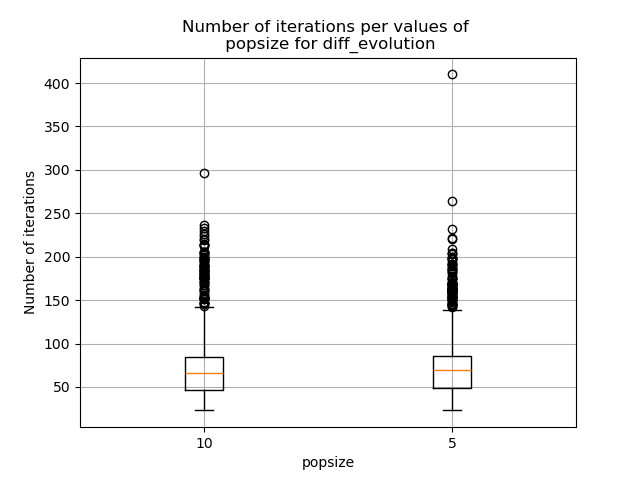 Number of iterations per values of
popsize for diff_evolution
Number of iterations
400
350
300
250
200
150
100
50
10
5
popsize